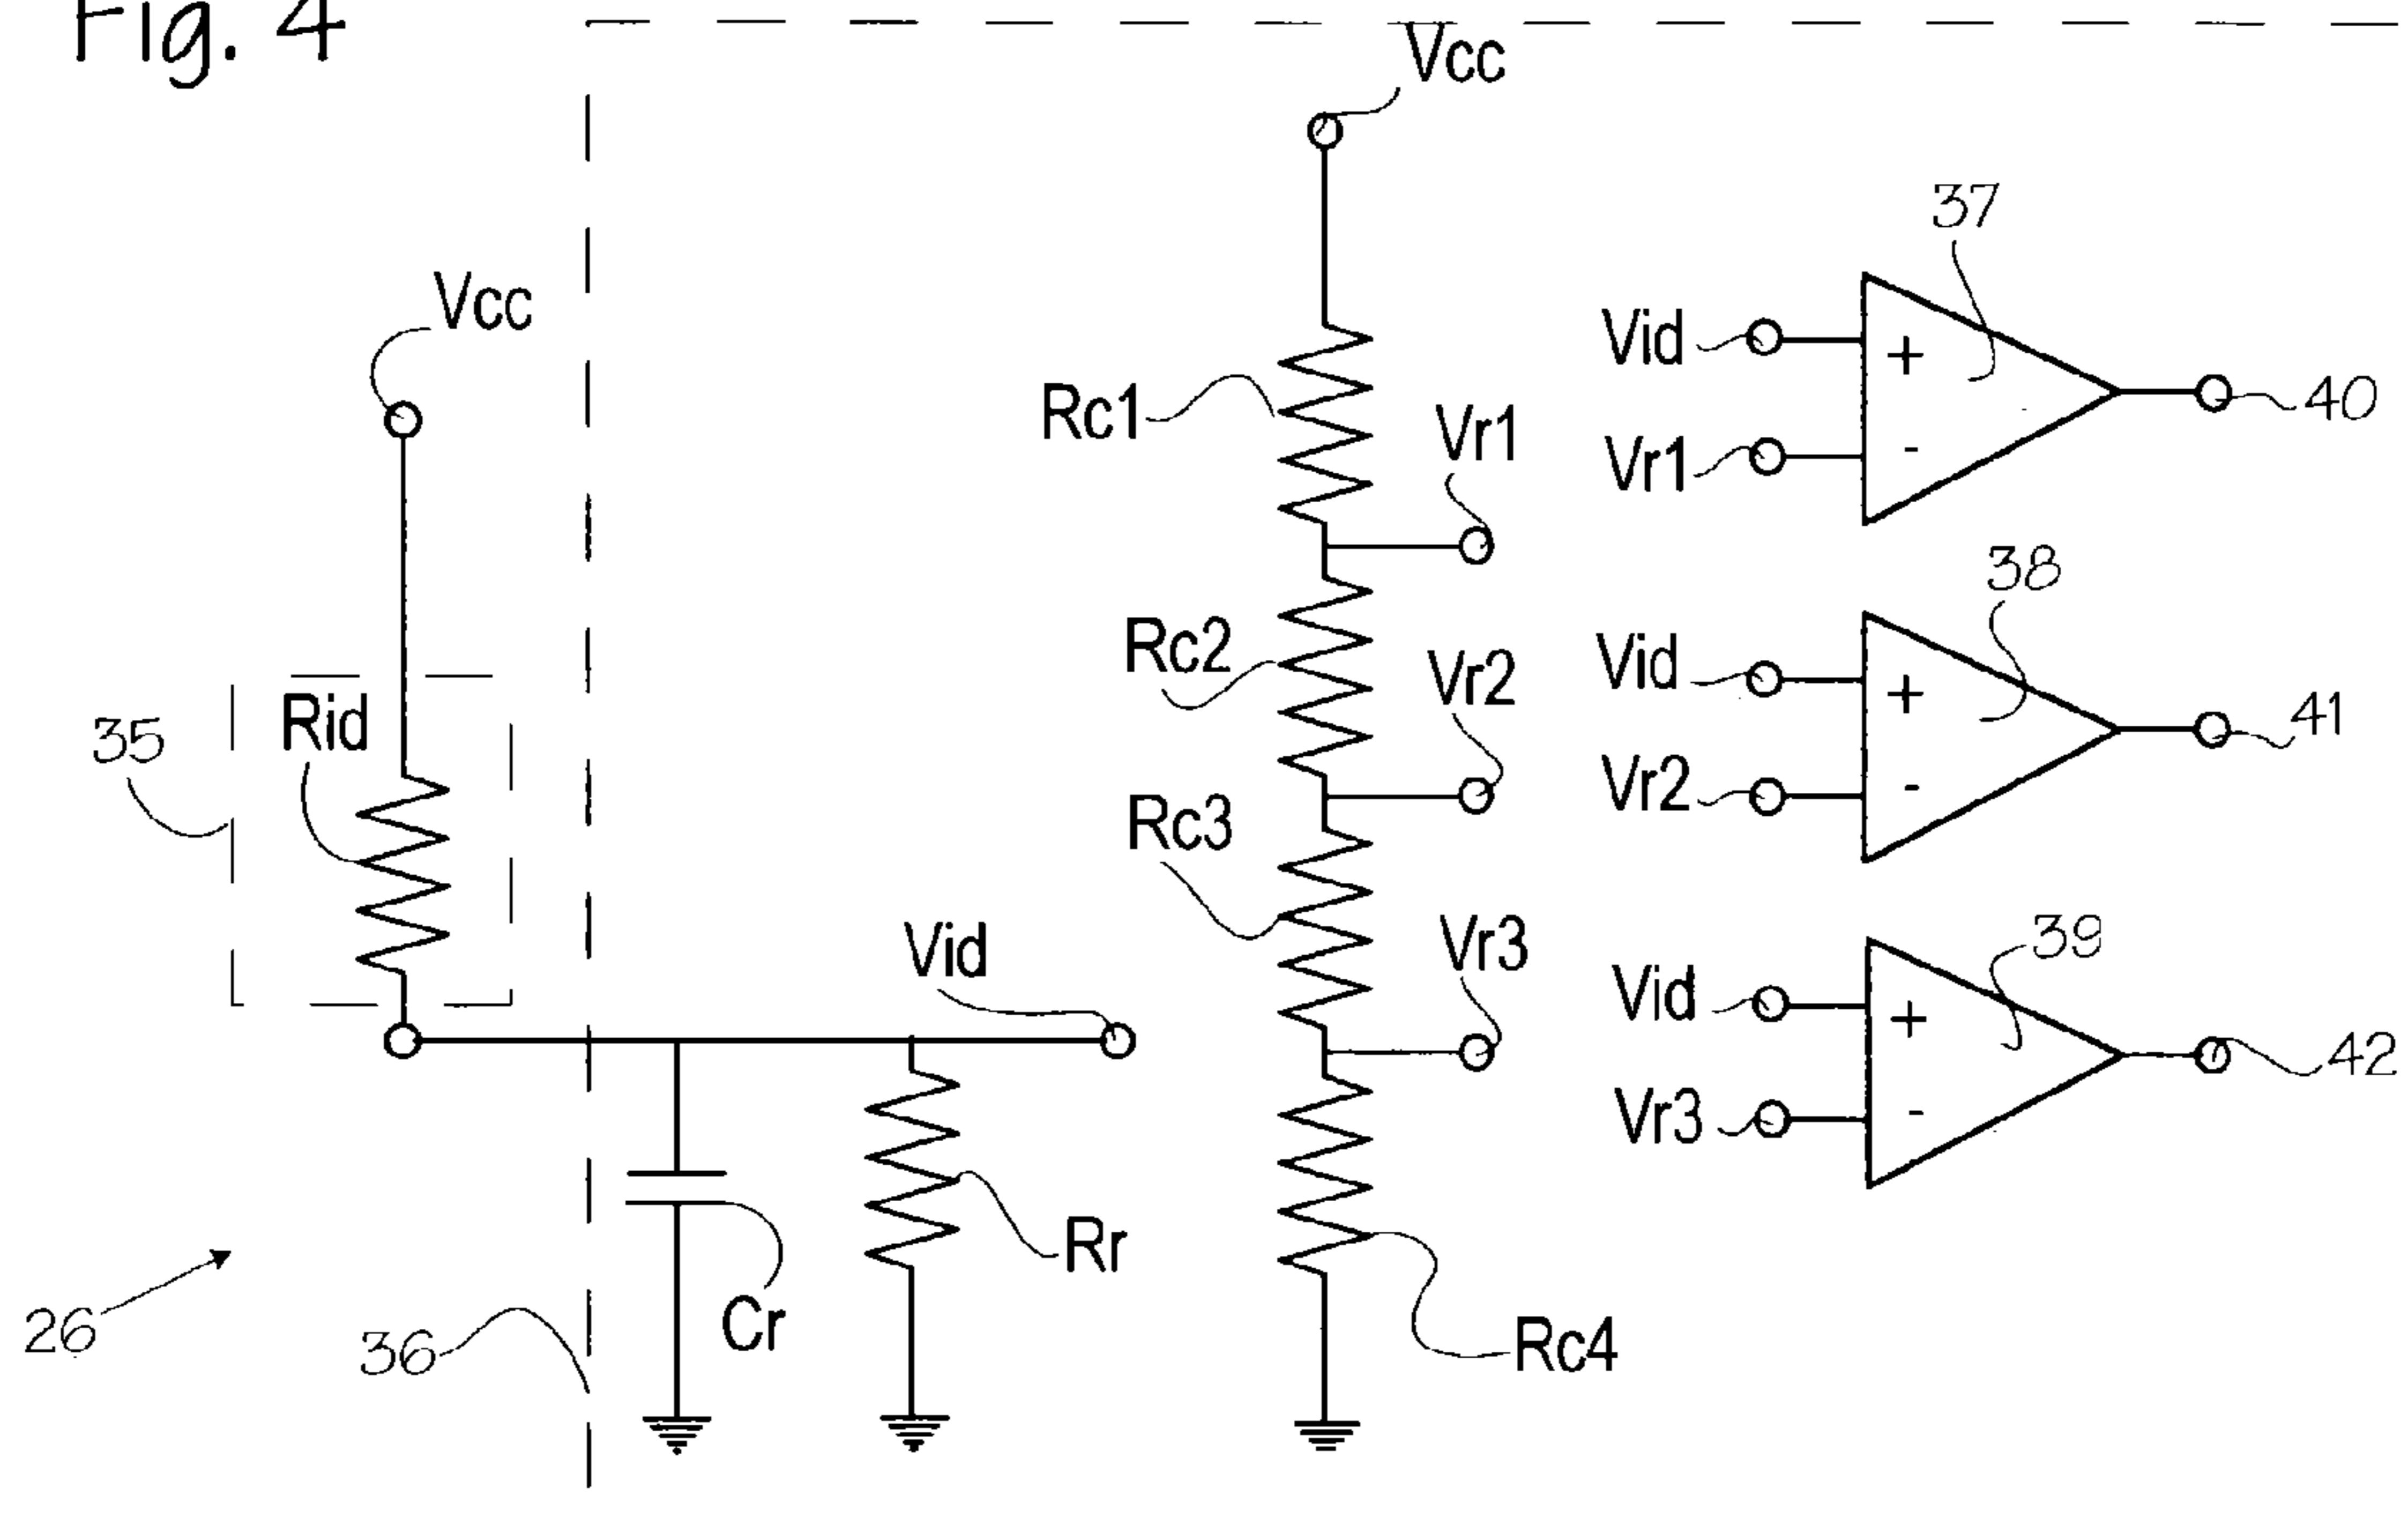 Fig. 4
Vcc
37
Vcc
Vid
+
40
Rc1
Vr1
Vr1
-
38
Rc2
Vid
Vr2
+
41
35
Rid
Vr2
-
Rc3
39
Vid
Vr3
Vid
+
42
Vr3
-
Rr
26
36
Cr
Rc4